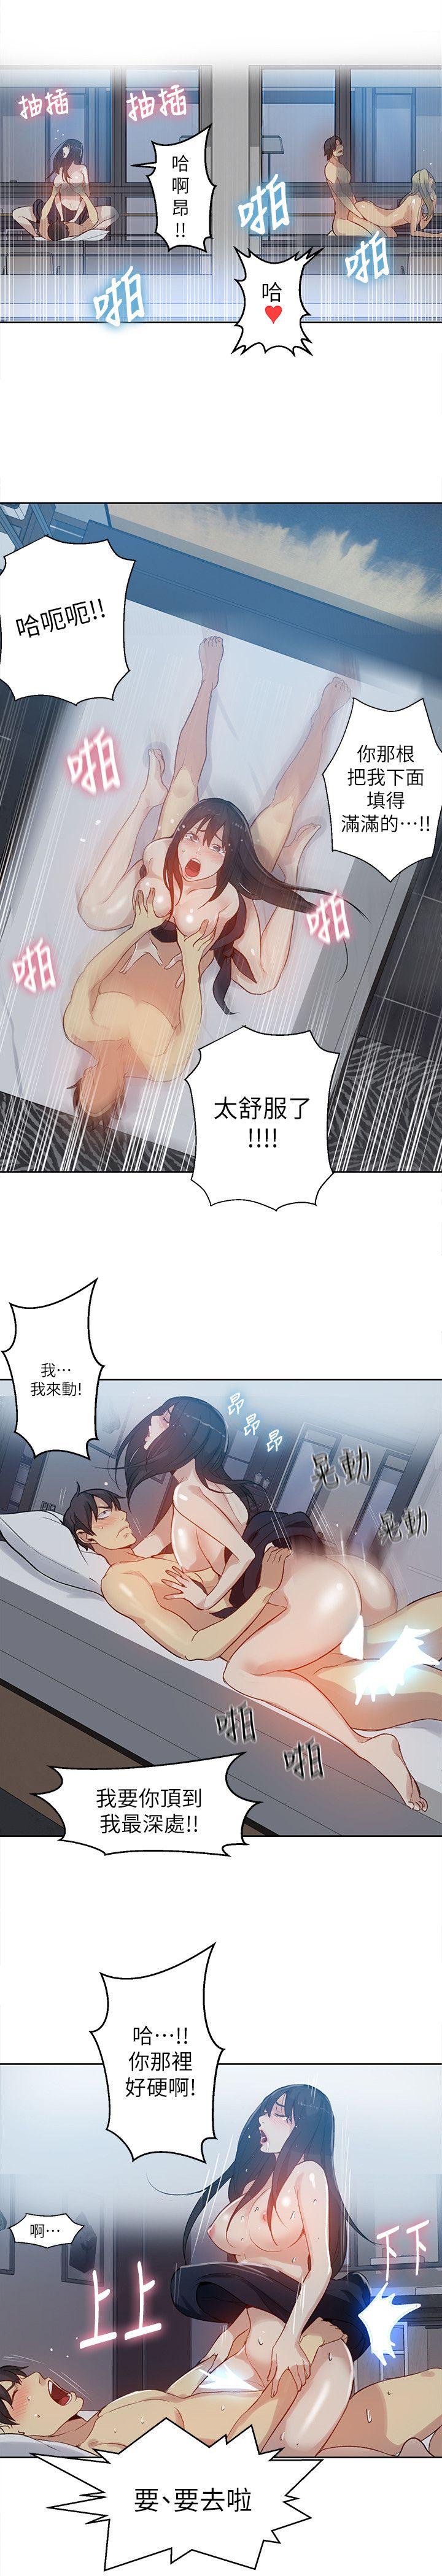 抽插
抽插
哈
啊
昂
!!
啪
啪
啪
哈
♥
哈呃呃!!
啪
你那根
把我下面
填得
滿滿的…!!
啪
啪
太舒服了
!!!!
我…
我來動!
昂
昂
昂
晃動
晃動
啪
啪
我要你頂到
我最深處!!
哈…!!
你那裡
好硬啊!
啊…
上上
下下
要、要去啦